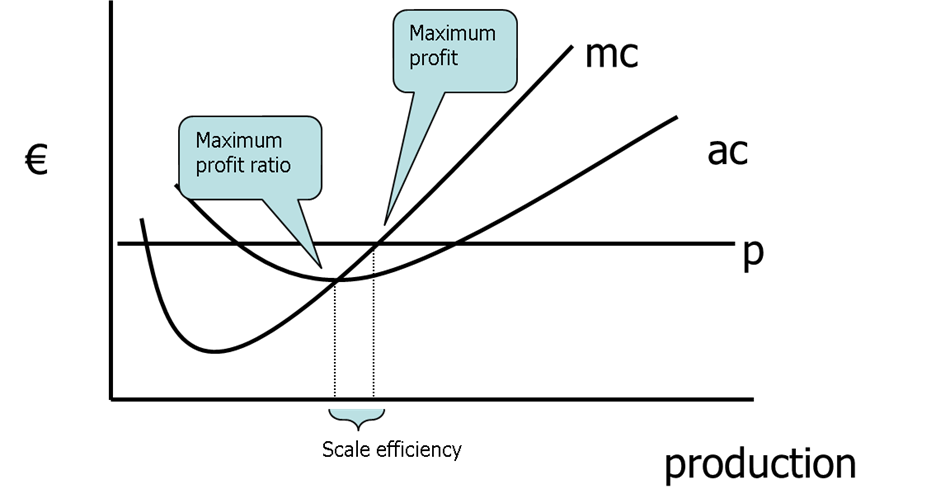 Maximum
profit
mc
Maximum
profit ratio
€
ac
p
Scale efficiency
production